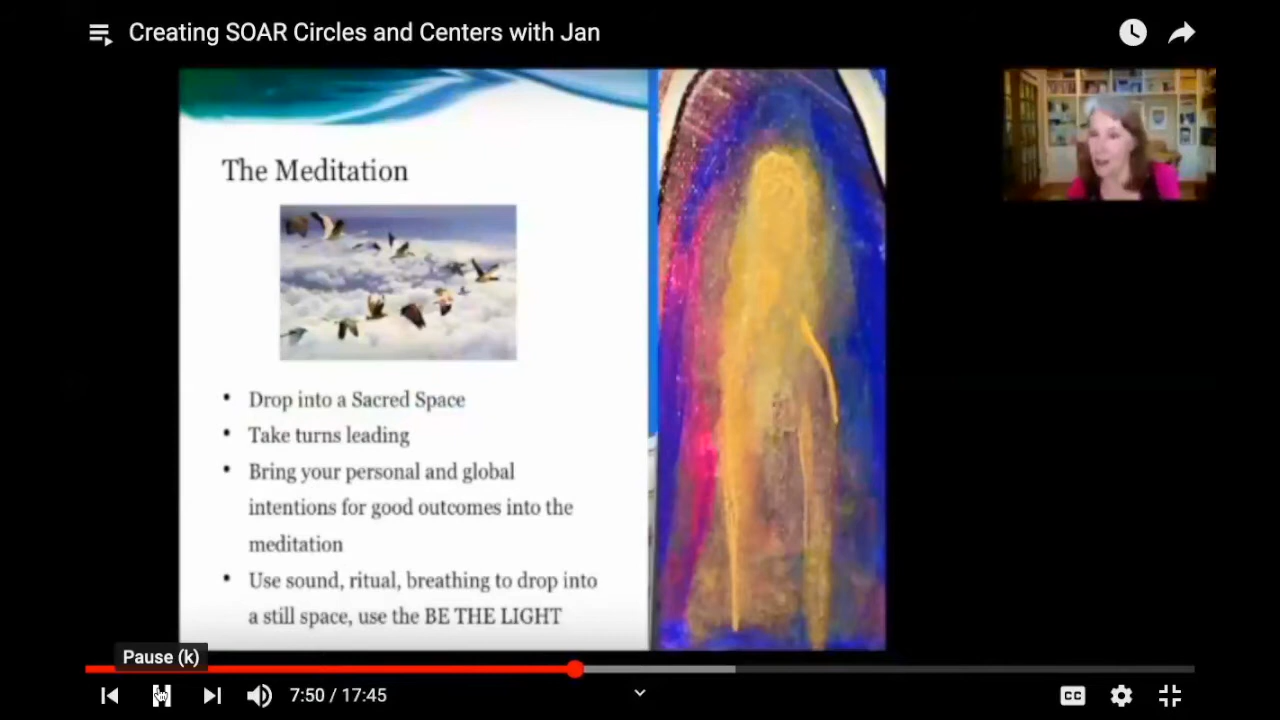 Creating SOAR Circles and Centers with Jan
The Meditation
• Drop into a Sacred Space
• Take turns leading
• Bring your personal and global
intentions for good outcomes into the
meditation
• Use sound, ritual, breathing to drop into
a still space, use the BE THE LIGHT
Pause (k)
7:50 / 17:45
CC